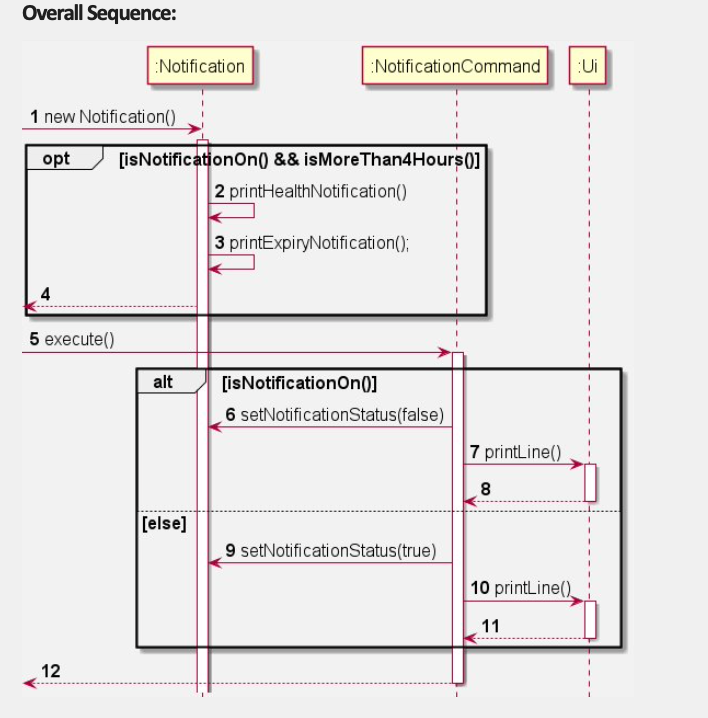 Overall Sequence:
:Notification
:NotificationCommand
:Ui
1 new Notification()
opt [isNotificationOn() && isMoreThan4Hours()]
2 printHealthNotification()
3 printExpiryNotification();
4
5 execute()
alt [isNotificationOn()]
6 setNotificationStatus(false)
7 printLine()
8
[else]
9 setNotificationStatus(true)
10 printLine()
11
12